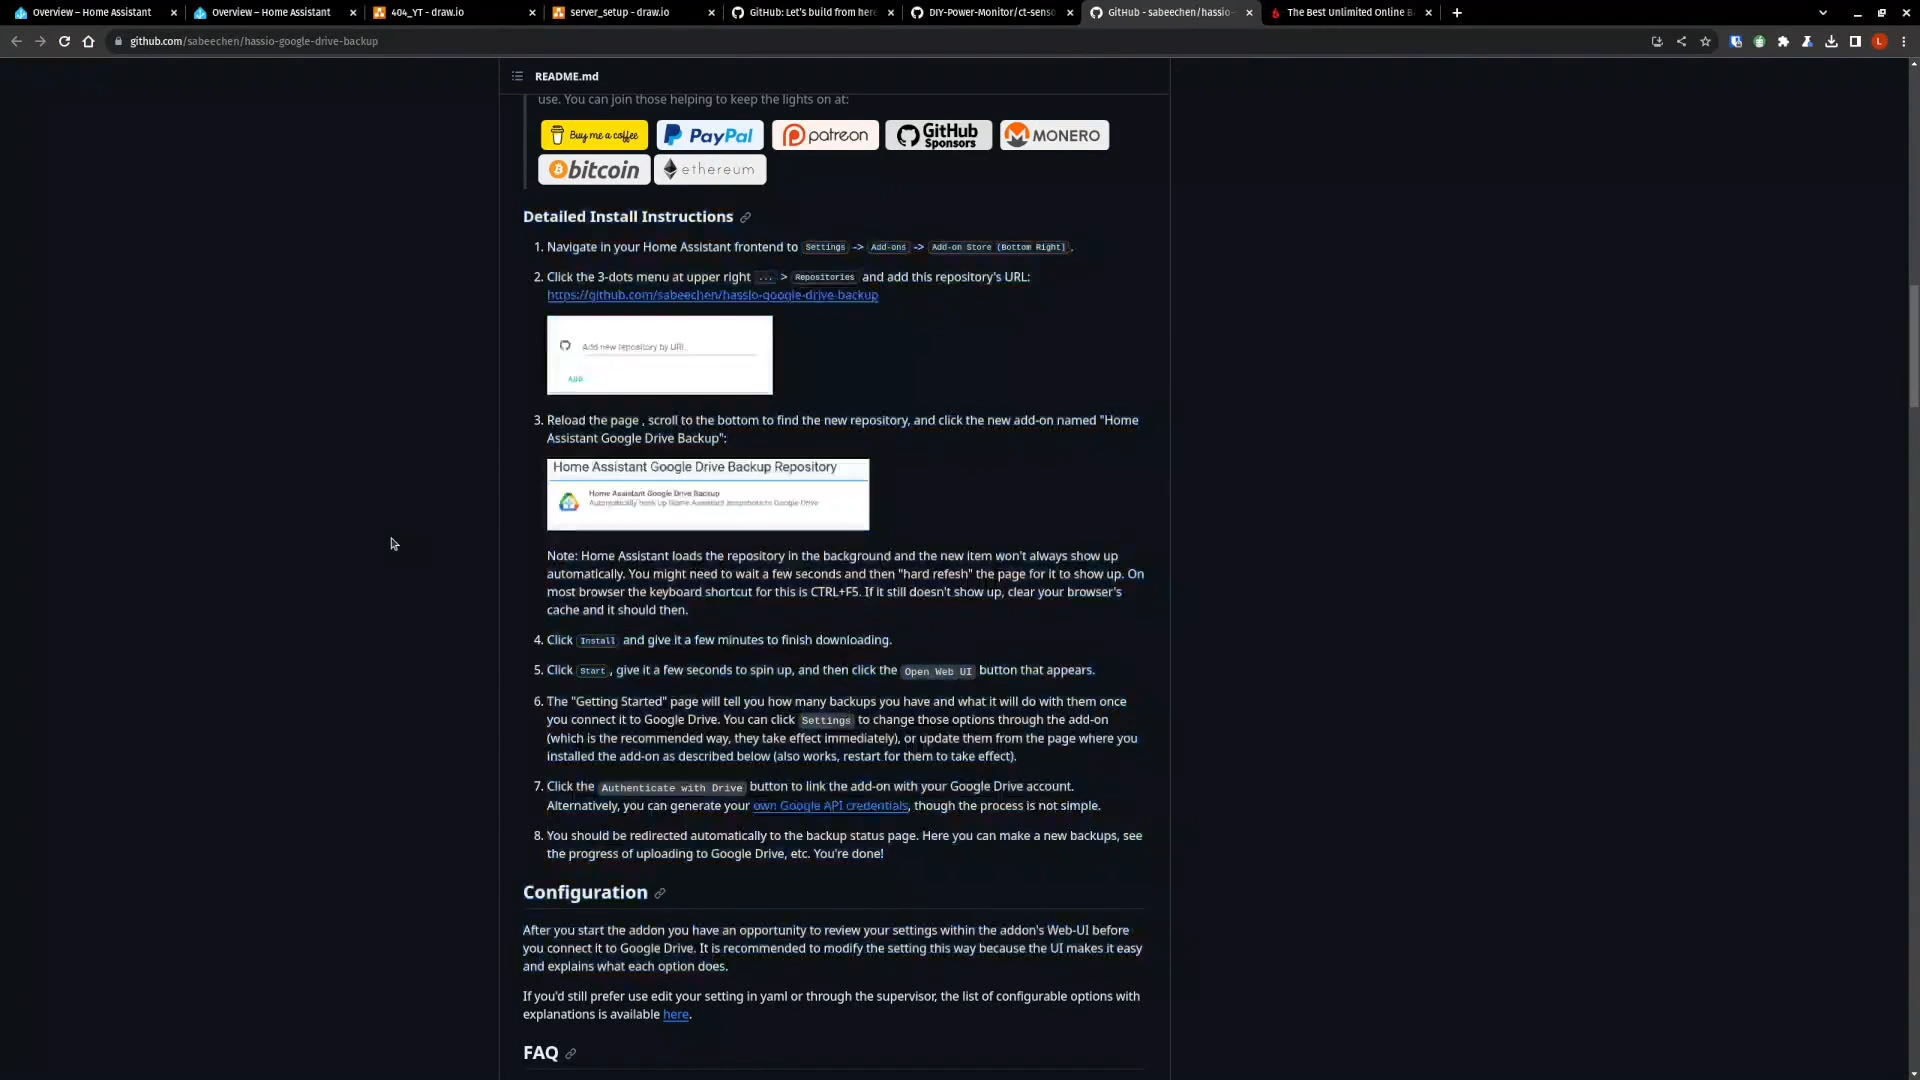 Overview – Home Assistant
Overview – Home Assistant
404_YT - draw.io
server_setup - draw.io
GitHub: Let's build from here
DIY-Power-Monitor/ct-senso
GitHub - sabeechen/hassio-
The Best Unlimited Online B
github.com/sabeechen/hassio-google-drive-backup
L
README.md
use. You can join those helping to keep the lights on at:
Buy me a coffee
PayPal
patreon
GitHub
Sponsors
MONERO
bitcoin
ethereum
Detailed Install Instructions
1. Navigate in your Home Assistant frontend to Settings -> Add-ons -> Add-on Store (Bottom Right).
2. Click the 3-dots menu at upper right ... > Repositories and add this repository's URL:
https://github.com/sabeechen/hassio-google-drive-backup
Add new repository by URL
ADD
3. Reload the page , scroll to the bottom to find the new repository, and click the new add-on named "Home
Assistant Google Drive Backup":
Home Assistant Google Drive Backup Repository
Home Assistant Google Drive Backup
Automatically back up Home Assistant snapshots to Google Drive
Note: Home Assistant loads the repository in the background and the new item won't always show up
automatically. You might need to wait a few seconds and then "hard refesh" the page for it to show up. On
most browser the keyboard shortcut for this is CTRL+F5. If it still doesn't show up, clear your browser's
cache and it should then.
4. Click Install and give it a few minutes to finish downloading.
5. Click Start, give it a few seconds to spin up, and then click the Open Web UI button that appears.
6. The "Getting Started" page will tell you how many backups you have and what it will do with them once
you connect it to Google Drive. You can click Settings to change those options through the add-on
(which is the recommended way, they take effect immediately), or update them from the page where you
installed the add-on as described below (also works, restart for them to take effect).
7. Click the Authenticate with Drive button to link the add-on with your Google Drive account.
Alternatively, you can generate your own Google API credentials, though the process is not simple.
8. You should be redirected automatically to the backup status page. Here you can make a new backups, see
the progress of uploading to Google Drive, etc. You're done!
Configuration
After you start the addon you have an opportunity to review your settings within the addon's Web-UI before
you connect it to Google Drive. It is recommended to modify the setting this way because the UI makes it easy
and explains what each option does.
If you'd still prefer use edit your setting in yaml or through the supervisor, the list of configurable options with
explanations is available here.
FAQ